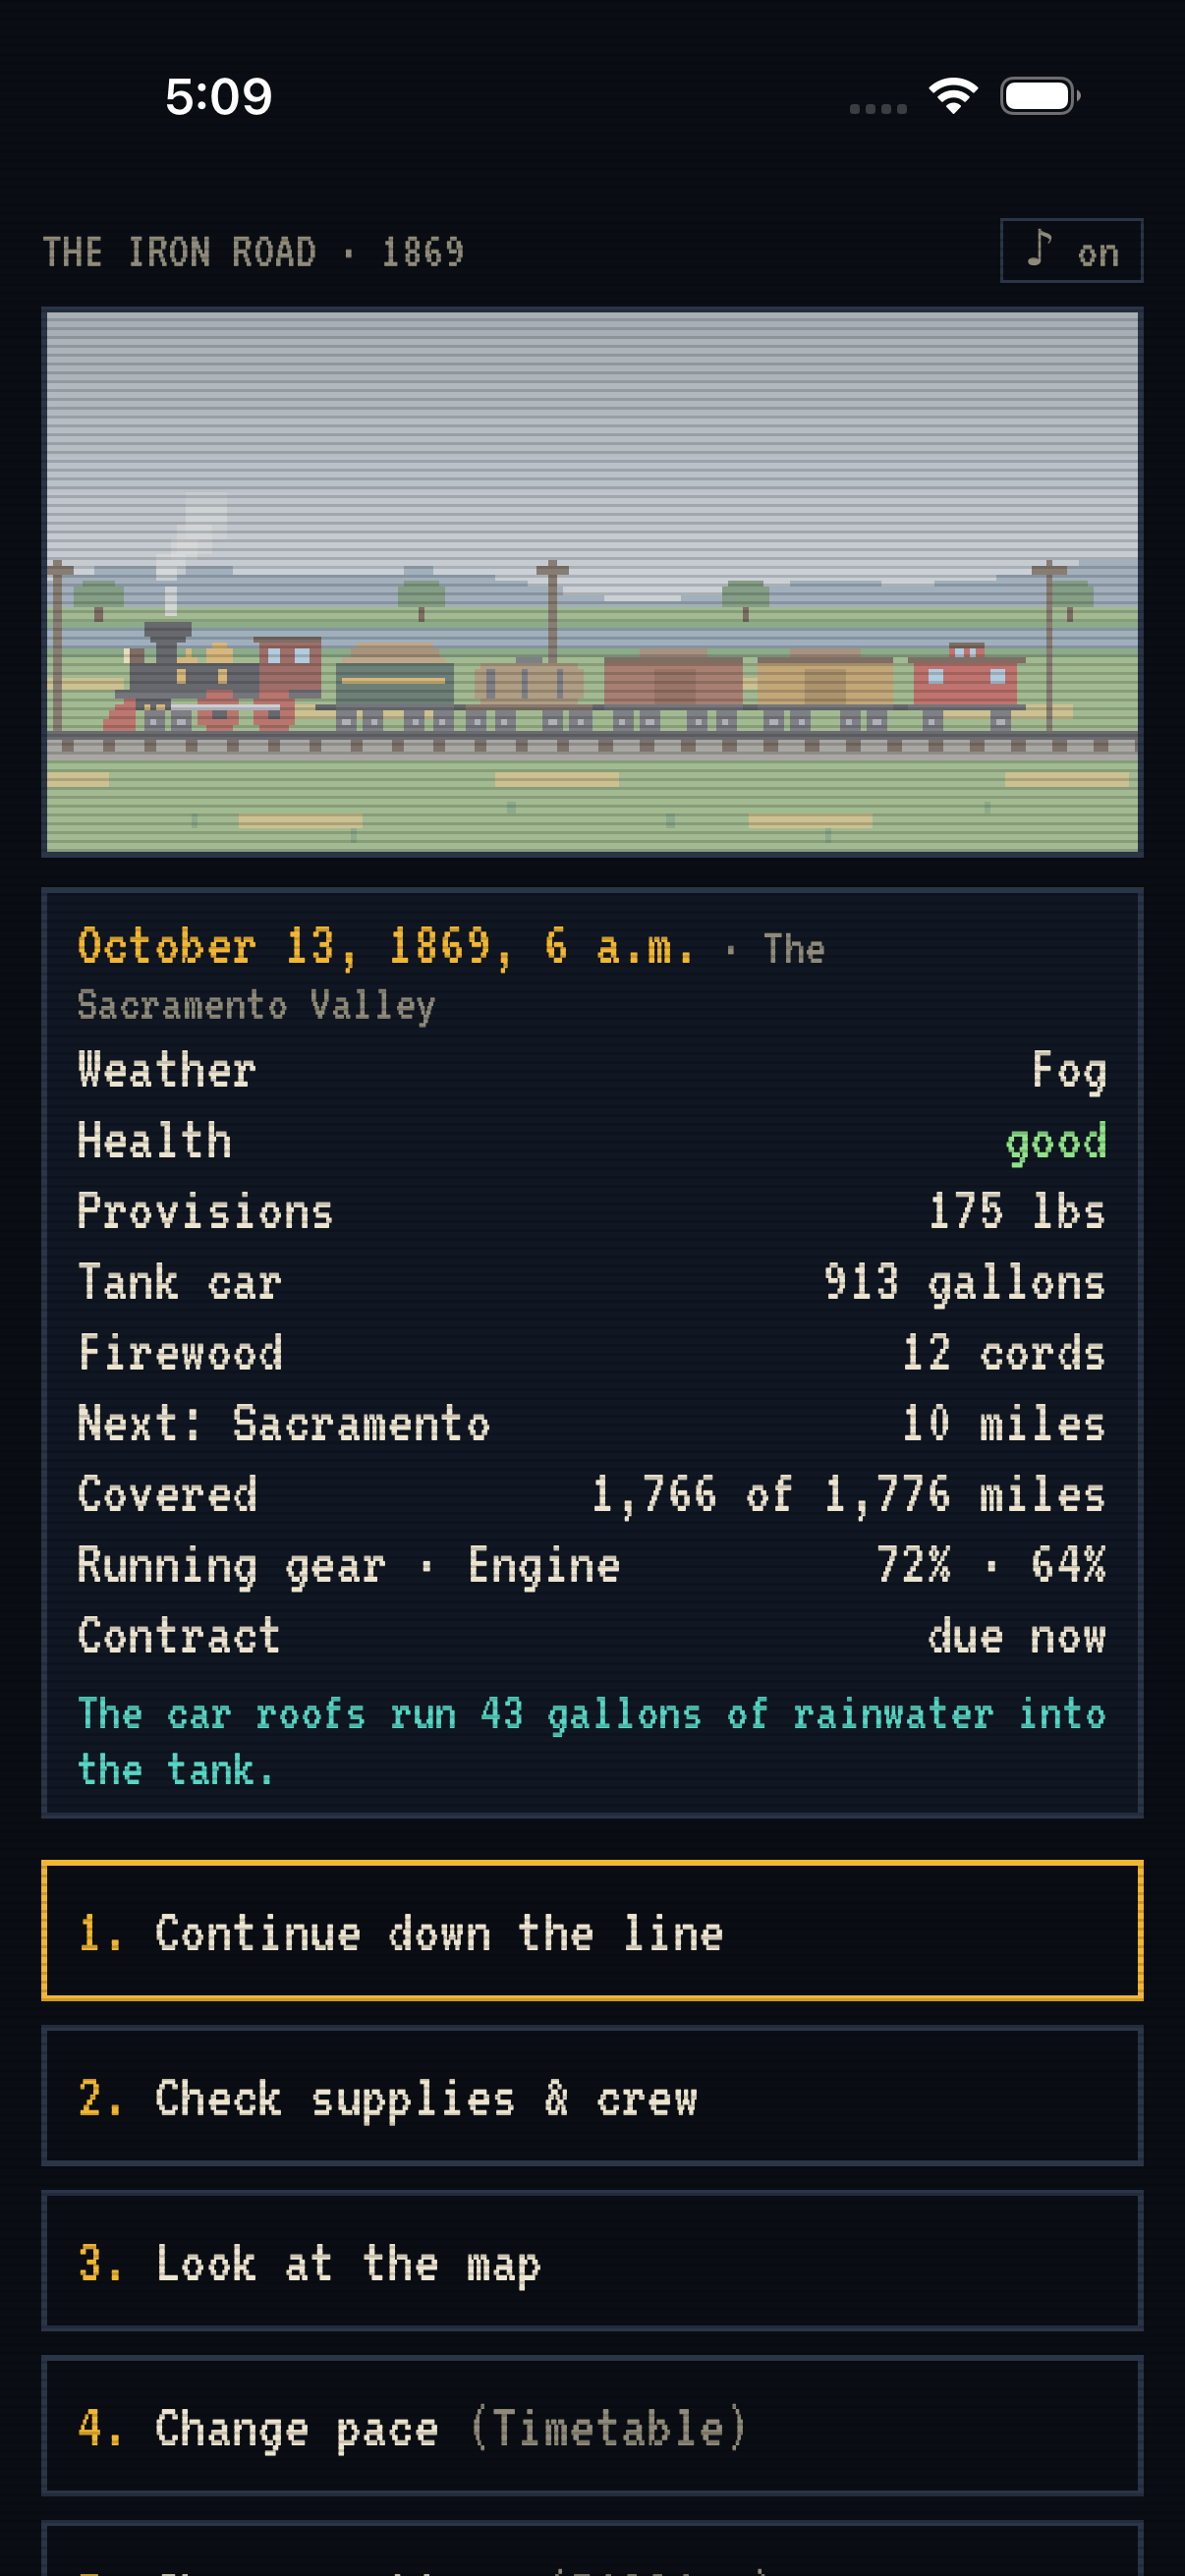 5:09
THE IRON ROAD · 1869
♪ on
October 13, 1869, 6 a.m. · The
Sacramento Valley
Weather Fog
Health good
Provisions 175 lbs
Tank car 913 gallons
Firewood 12 cords
Next: Sacramento 10 miles
Covered 1,766 of 1,776 miles
Running gear · Engine 72% · 64%
Contract due now
The car roofs run 43 gallons of rainwater into
the tank.
1. Continue down the line
2. Check supplies & crew
3. Look at the map
4. Change pace (Timetable)